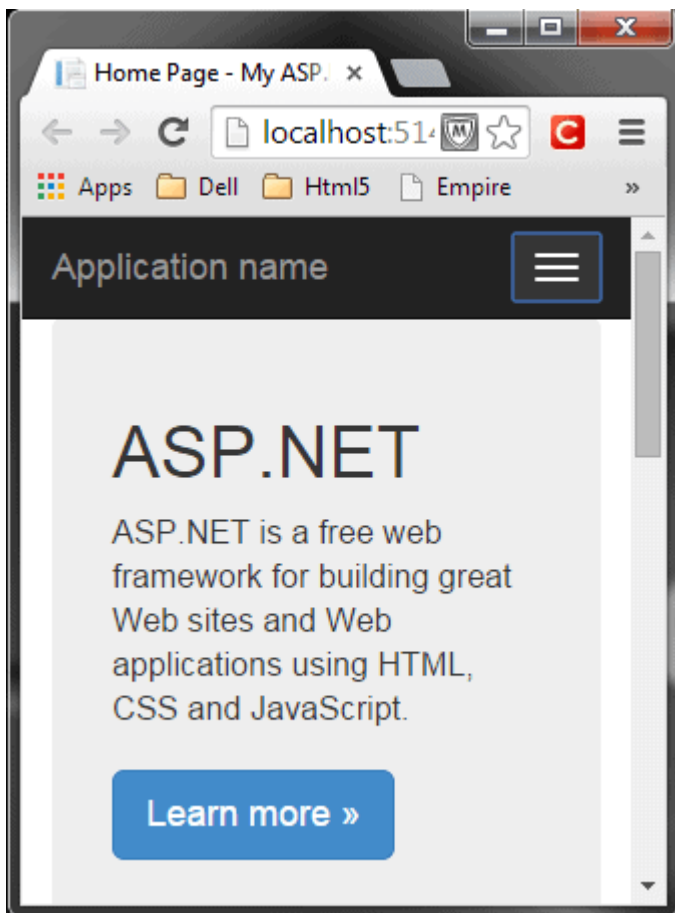 Home Page - My ASP.
localhost:514
Apps Dell Html5 Empire »
Application name
ASP.NET
ASP.NET is a free web
framework for building great
Web sites and Web
applications using HTML,
CSS and JavaScript.
Learn more »